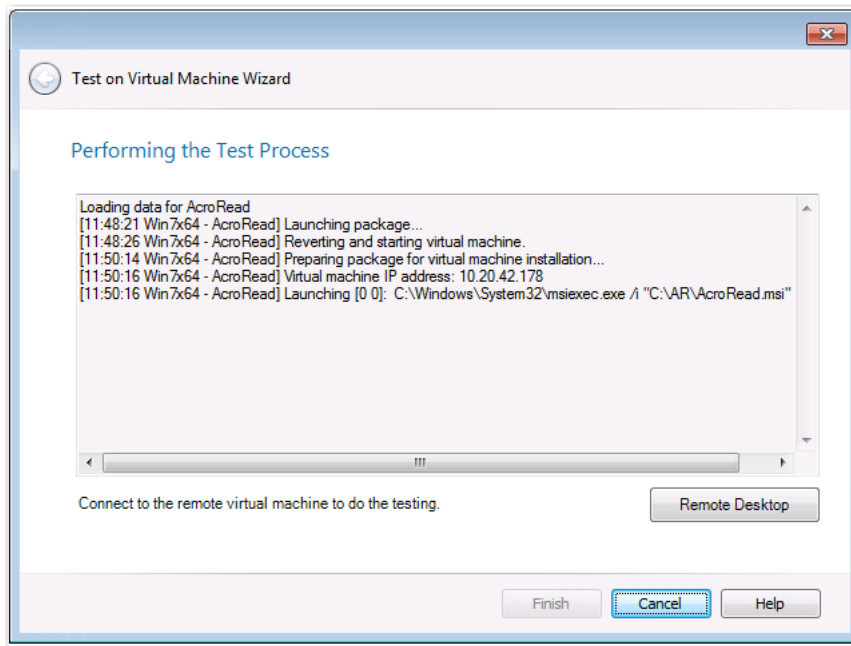 Test on Virtual Machine Wizard
Performing the Test Process
Loading data for AcroRead
[11:48:21 Win7x64 - AcroRead] Launching package...
[11:48:26 Win7x64 - AcroRead] Reverting and starting virtual machine.
[11:50:14 Win7x64 - AcroRead] Preparing package for virtual machine installation...
[11:50:16 Win7x64 - AcroRead] Virtual machine IP address: 10.20.42.178
[11:50:16 Win7x64 - AcroRead] Launching [0 0]:  C:\Windows\System32\msiexec.exe /i "C:\AR\AcroRead.msi"
Connect to the remote virtual machine to do the testing.
Remote Desktop
Finish
Cancel
Help